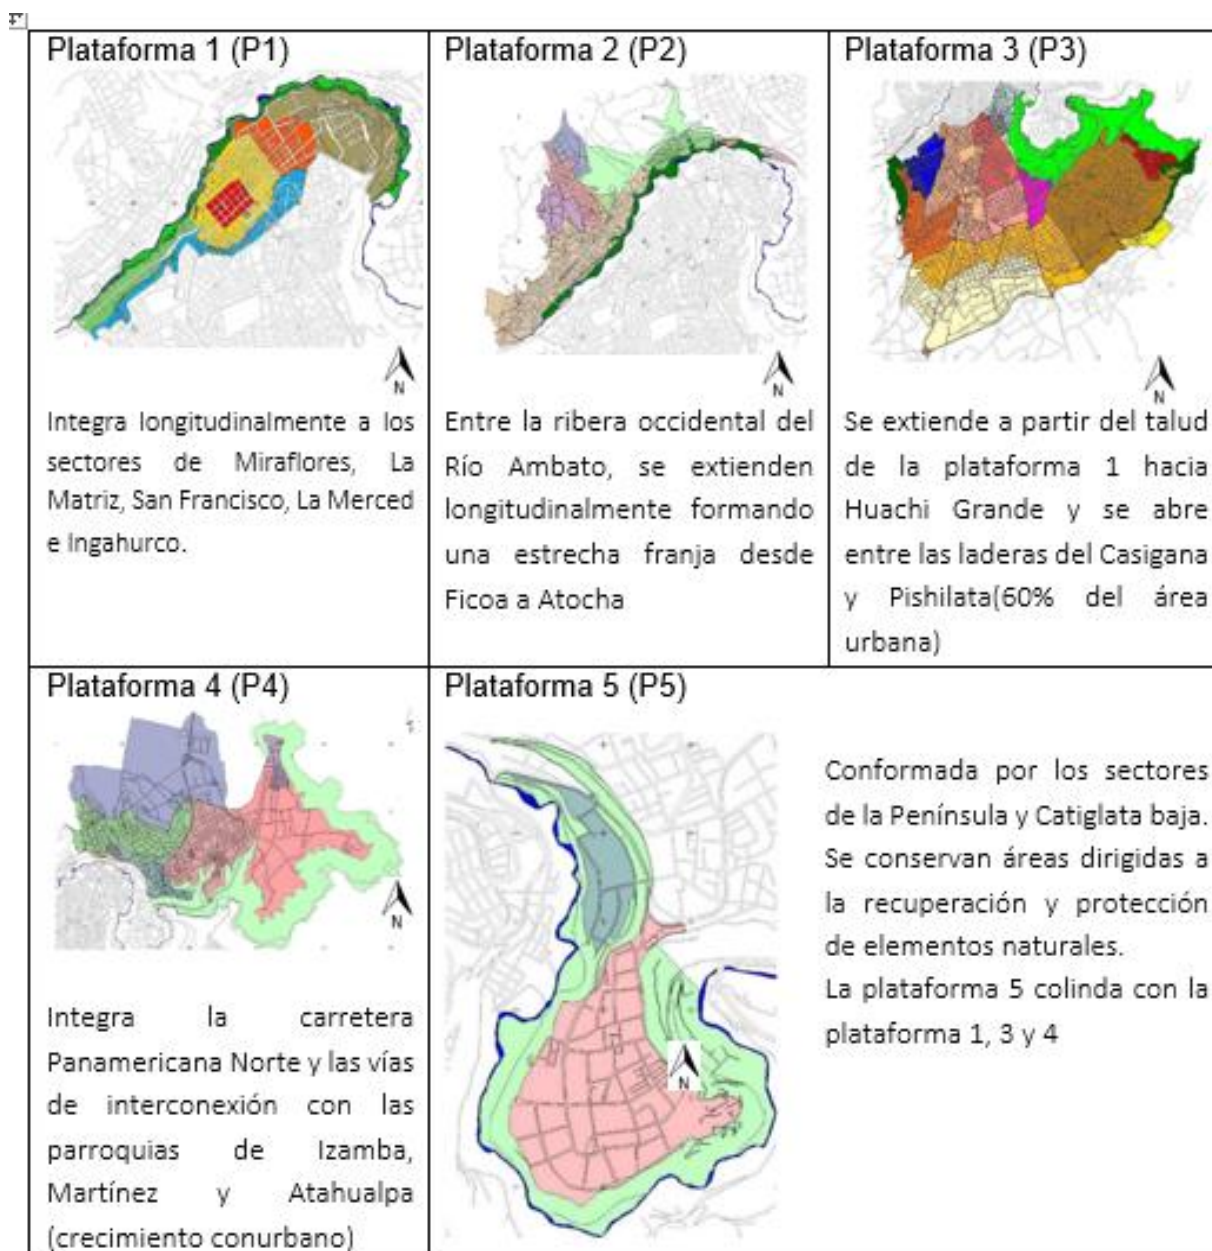 Plataforma 1 (P1)
N
Integra longitudinalmente a los
sectores de Miraflores, La
Matriz, San Francisco, La Merced
e Ingahurco.
Plataforma 2 (P2)
N
Entre la ribera occidental del
Río Ambato, se extienden
longitudinalmente formando
una estrecha franja desde
Ficoa a Atocha
Plataforma 3 (P3)
N
Se extiende a partir del talud
de la plataforma 1 hacia
Huachi Grande y se abre
entre las laderas del Casigana
y Pishilata(60% del área
urbana)
Plataforma 4 (P4)
N
Integra la carretera
Panamericana Norte y las vías
de interconexión con las
parroquias de Izamba,
Martínez y Atahualpa
(crecimiento conurbano)
Plataforma 5 (P5)
N
Conformada por los sectores
de la Península y Catiglata baja.
Se conservan áreas dirigidas a
la recuperación y protección
de elementos naturales.
La plataforma 5 colinda con la
plataforma 1, 3 y 4